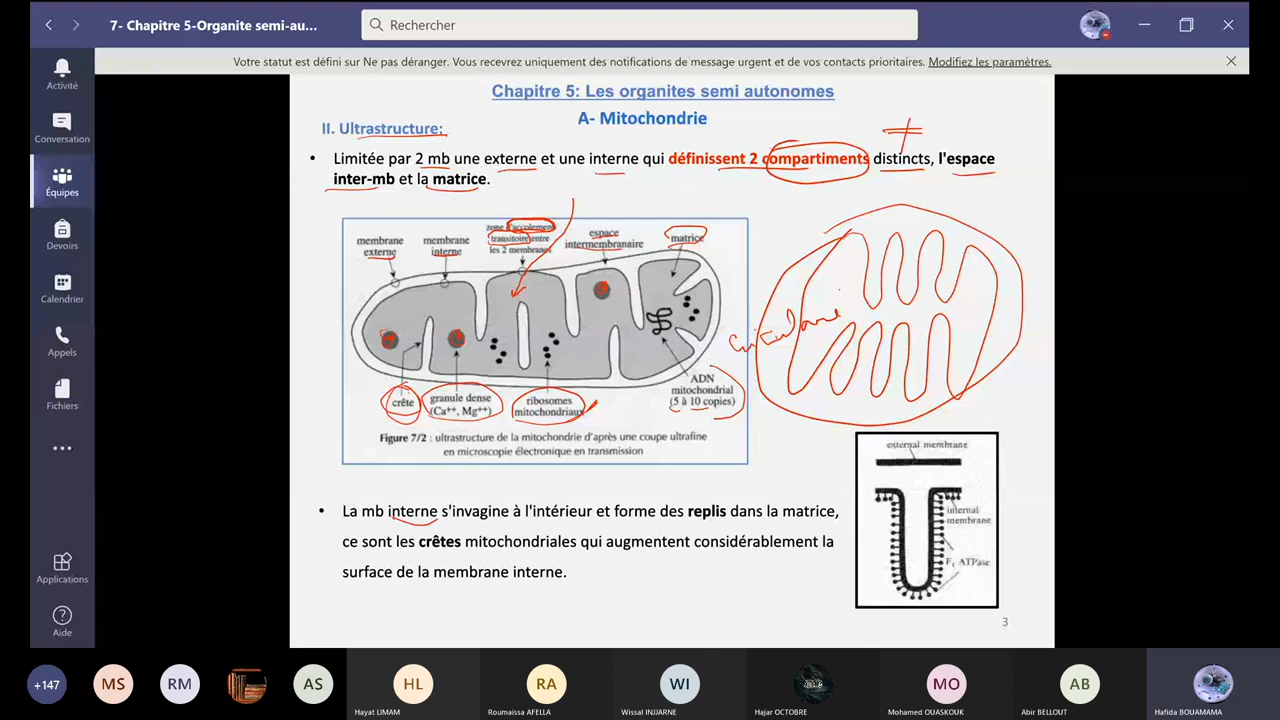 7- Chapitre 5-Organite semi-au...
Rechercher
Votre statut est défini sur Ne pas déranger. Vous recevrez uniquement des notifications de message urgent et de vos contacts prioritaires. Modifiez les paramètres.
Activité
Conversation
Équipes
Devoirs
Calendrier
Appels
Fichiers
Applications
Aide
Chapitre 5: Les organites semi autonomes
A- Mitochondrie
II. Ultrastructure:
• Limitée par 2 mb une externe et une interne qui définissent 2 compartiments distincts, l'espace
inter-mb et la matrice.
membrane
externe
membrane
interne
zone d'accolement
transitoire entre
les 2 membranes
espace
intermembranaire
matrice
crête
granule dense
(Ca++, Mg++)
ribosomes
mitochondriaux
ADN
mitochondrial
(5 à 10 copies)
Figure 7/2 : ultrastructure de la mitochondrie d'après une coupe ultrafine
en microscopie électronique en transmission
external membrane
internal
membrane
F₁ ATPase
• La mb interne s'invagine à l'intérieur et forme des replis dans la matrice,
ce sont les crêtes mitochondriales qui augmentent considérablement la
surface de la membrane interne.
3
+147
MS
RM
AS
HL
Hayat LIMAM
RA
Roumaissa AFELLA
WI
Wissal INJJARNE
Hajar OCTOBRE
MO
Mohamed OUASKOUK
AB
Abir BELLOUT
Hafida BOUAMAMA